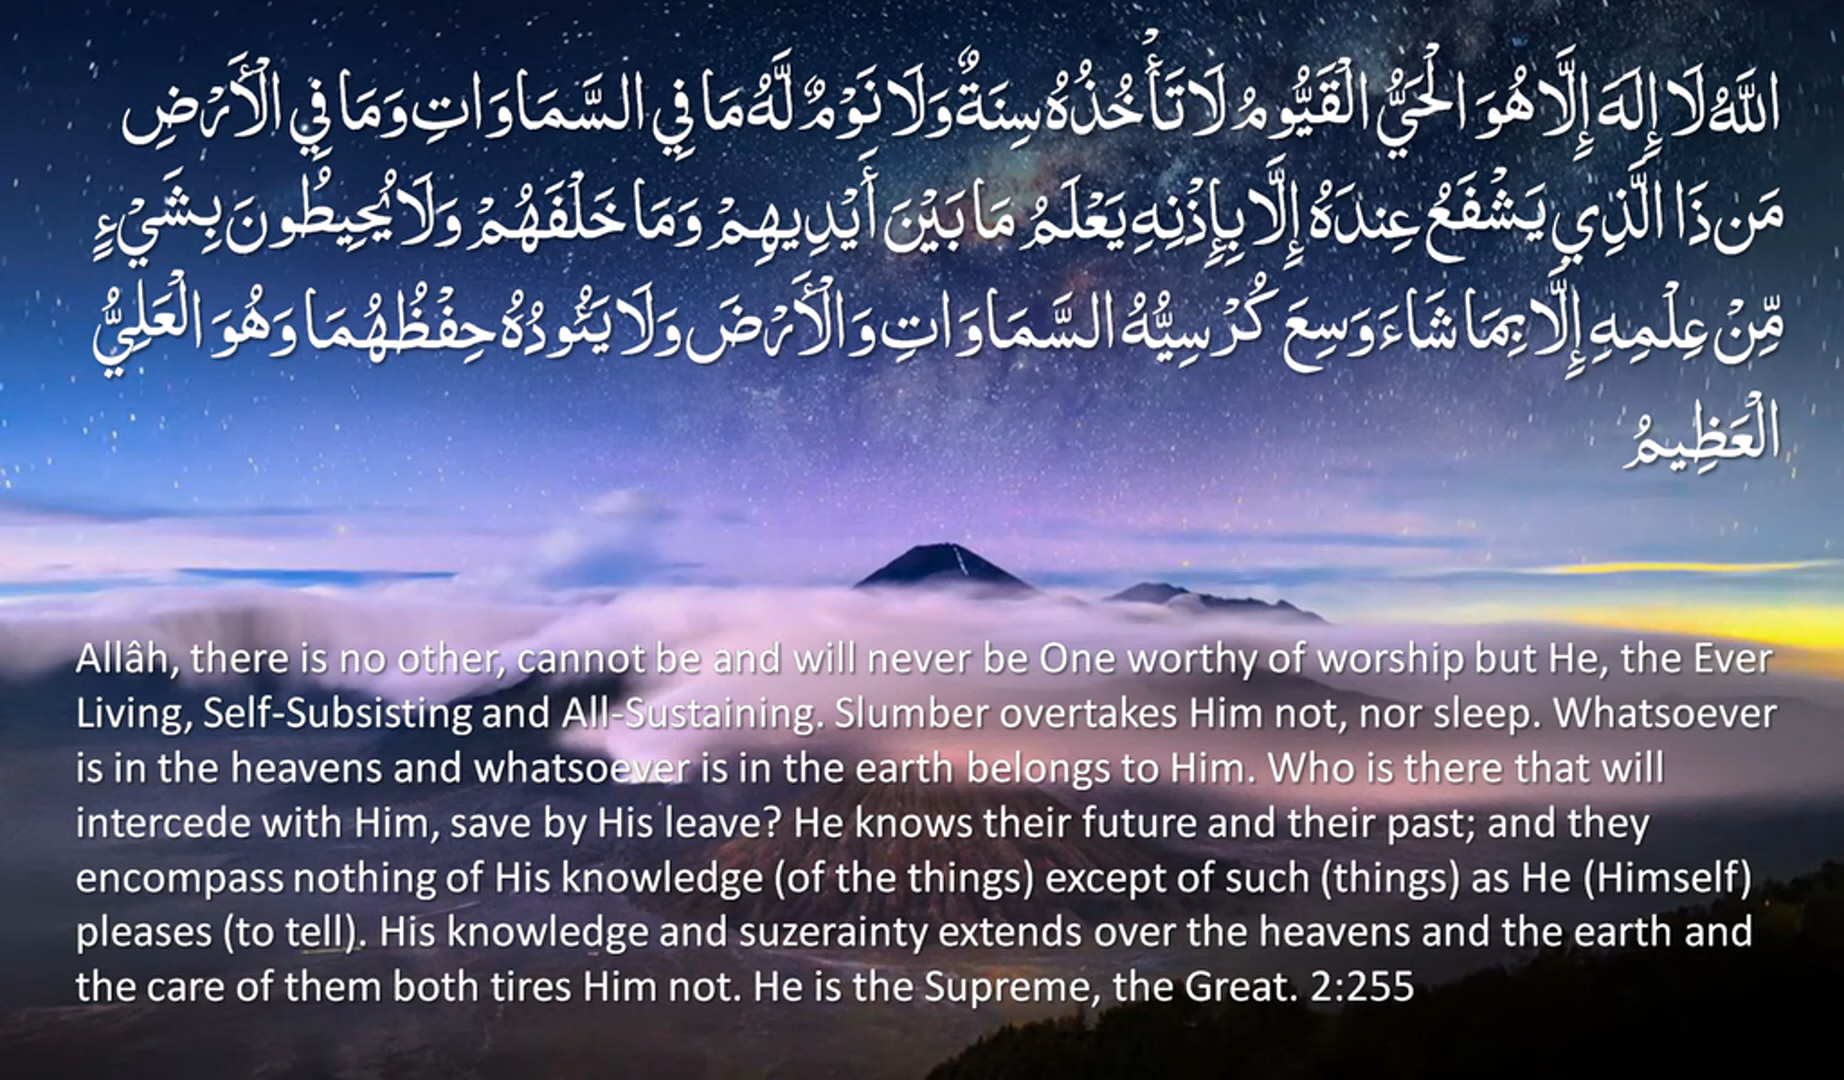 اللَّهُ لَا إِلَٰهَ إِلَّا هُوَ الْحَيُّ الْقَيُّومُ لَا تَأْخُذُهُ سِنَةٌ وَلَا نَوْمٌ لَّهُ مَا فِي السَّمَاوَاتِ وَمَا فِي الْأَرْضِ
مَن ذَا الَّذِي يَشْفَعُ عِندَهُ إِلَّا بِإِذْنِهِ يَعْلَمُ مَا بَيْنَ أَيْدِيهِمْ وَمَا خَلْفَهُمْ وَلَا يُحِيطُونَ بِشَيْءٍ
مِّنْ عِلْمِهِ إِلَّا بِمَا شَاءَ وَسِعَ كُرْسِيُّهُ السَّمَاوَاتِ وَالْأَرْضَ وَلَا يَئُودُهُ حِفْظُهُمَا وَهُوَ الْعَلِيُّ
الْعَظِيمُ
Allâh, there is no other, cannot be and will never be One worthy of worship but He, the Ever
Living, Self-Subsisting and All-Sustaining. Slumber overtakes Him not, nor sleep. Whatsoever
is in the heavens and whatsoever is in the earth belongs to Him. Who is there that will
intercede with Him, save by His leave? He knows their future and their past; and they
encompass nothing of His knowledge (of the things) except of such (things) as He (Himself)
pleases (to tell). His knowledge and suzerainty extends over the heavens and the earth and
the care of them both tires Him not. He is the Supreme, the Great. 2:255